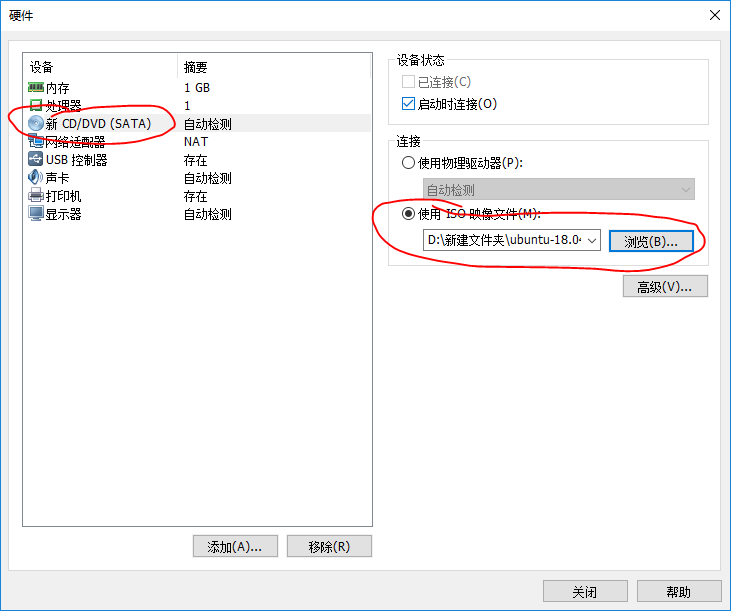 硬件
设备 摘要
内存 1 GB
处理器 1
新 CD/DVD (SATA) 自动检测
网络适配器 NAT
USB 控制器 存在
声卡 自动检测
打印机 存在
显示器 自动检测
添加(A)... 移除(R)
设备状态
已连接(C)
启动时连接(O)
连接
使用物理驱动器(P):
自动检测
使用 ISO 映像文件(M):
D:\新建文件夹\ubuntu-18.04 浏览(B)...
高级(V)...
关闭 帮助